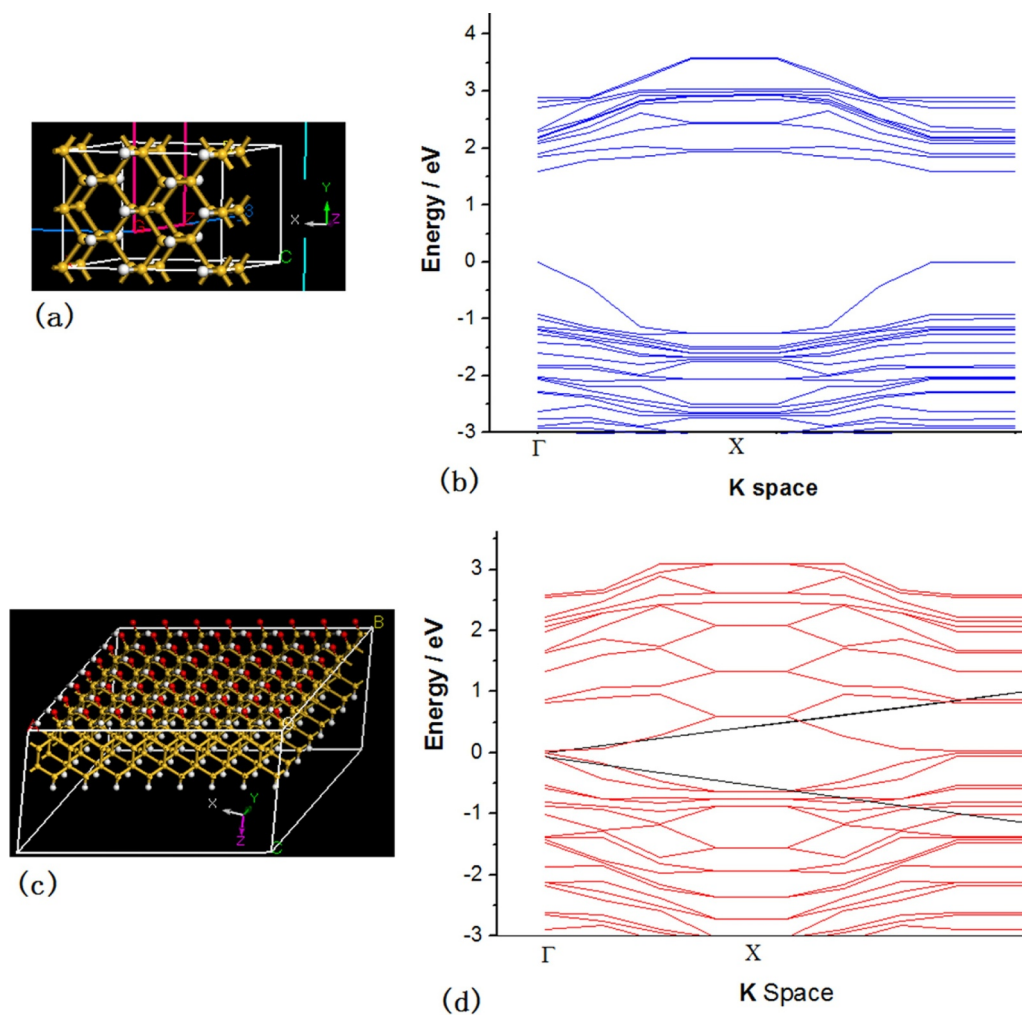 4
3
2
1
0
-1
-2
-3
Energy / eV
Γ
X
K space
Y
X
Z
B
C
(a)
(b)
3
2
1
0
-1
-2
-3
Energy / eV
Γ
X
K Space
B
X
Y
Z
(c)
(d)